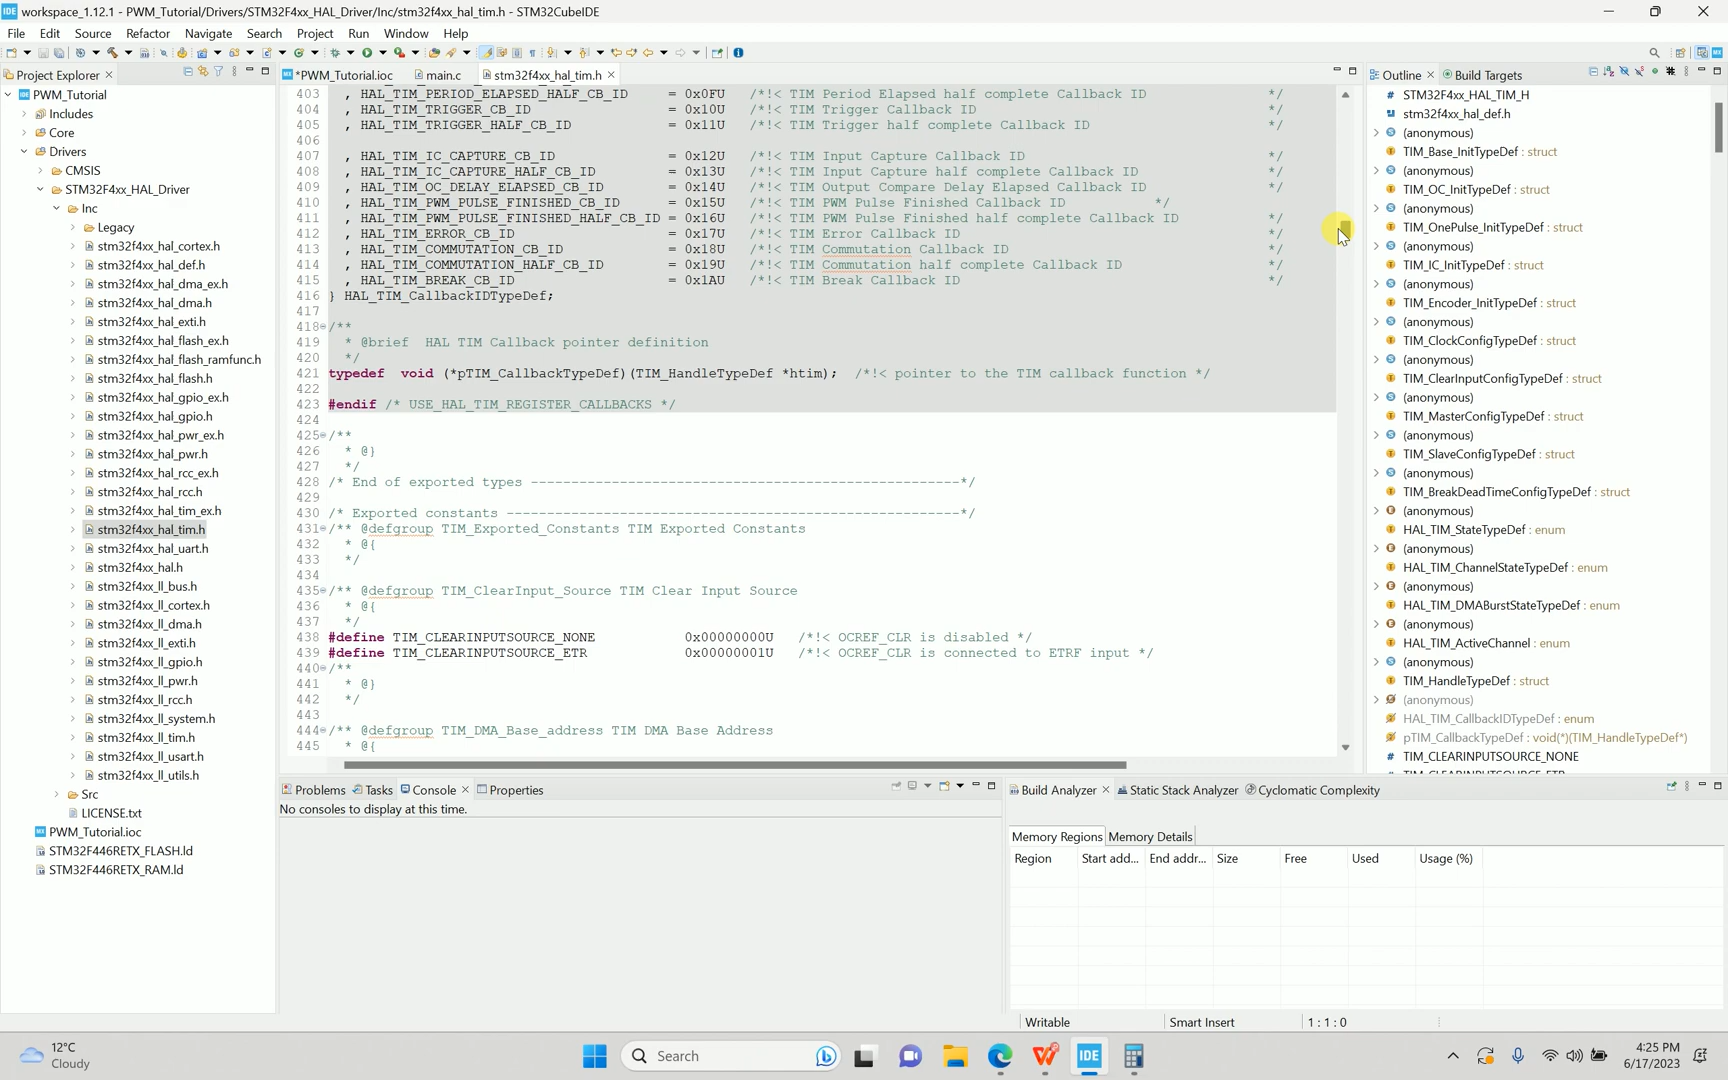 workspace_1.12.1 - PWM_Tutorial/Drivers/STM32F4xx_HAL_Driver/Inc/stm32f4xx_hal_tim.h - STM32CubeIDE
File Edit Source Refactor Navigate Search Project Run Window Help
Project Explorer
PWM_Tutorial
Includes
Core
Drivers
CMSIS
STM32F4xx_HAL_Driver
Inc
Legacy
stm32f4xx_hal_cortex.h
stm32f4xx_hal_def.h
stm32f4xx_hal_dma_ex.h
stm32f4xx_hal_dma.h
stm32f4xx_hal_exti.h
stm32f4xx_hal_flash_ex.h
stm32f4xx_hal_flash_ramfunc.h
stm32f4xx_hal_flash.h
stm32f4xx_hal_gpio_ex.h
stm32f4xx_hal_gpio.h
stm32f4xx_hal_pwr_ex.h
stm32f4xx_hal_pwr.h
stm32f4xx_hal_rcc_ex.h
stm32f4xx_hal_rcc.h
stm32f4xx_hal_tim_ex.h
stm32f4xx_hal_tim.h
stm32f4xx_hal_uart.h
stm32f4xx_hal.h
stm32f4xx_ll_bus.h
stm32f4xx_ll_cortex.h
stm32f4xx_ll_dma.h
stm32f4xx_ll_exti.h
stm32f4xx_ll_gpio.h
stm32f4xx_ll_pwr.h
stm32f4xx_ll_rcc.h
stm32f4xx_ll_system.h
stm32f4xx_ll_tim.h
stm32f4xx_ll_usart.h
stm32f4xx_ll_utils.h
Src
LICENSE.txt
PWM_Tutorial.ioc
STM32F446RETX_FLASH.ld
STM32F446RETX_RAM.ld
*PWM_Tutorial.ioc main.c stm32f4xx_hal_tim.h
403 , HAL_TIM_PERIOD_ELAPSED_HALF_CB_ID = 0x0FU /*!< TIM Period Elapsed half complete Callback ID */
404 , HAL_TIM_TRIGGER_CB_ID = 0x10U /*!< TIM Trigger Callback ID */
405 , HAL_TIM_TRIGGER_HALF_CB_ID = 0x11U /*!< TIM Trigger half complete Callback ID */
406
407 , HAL_TIM_IC_CAPTURE_CB_ID = 0x12U /*!< TIM Input Capture Callback ID */
408 , HAL_TIM_IC_CAPTURE_HALF_CB_ID = 0x13U /*!< TIM Input Capture half complete Callback ID */
409 , HAL_TIM_OC_DELAY_ELAPSED_CB_ID = 0x14U /*!< TIM Output Compare Delay Elapsed Callback ID */
410 , HAL_TIM_PWM_PULSE_FINISHED_CB_ID = 0x15U /*!< TIM PWM Pulse Finished Callback ID */
411 , HAL_TIM_PWM_PULSE_FINISHED_HALF_CB_ID = 0x16U /*!< TIM PWM Pulse Finished half complete Callback ID */
412 , HAL_TIM_ERROR_CB_ID = 0x17U /*!< TIM Error Callback ID */
413 , HAL_TIM_COMMUTATION_CB_ID = 0x18U /*!< TIM Commutation Callback ID */
414 , HAL_TIM_COMMUTATION_HALF_CB_ID = 0x19U /*!< TIM Commutation half complete Callback ID */
415 , HAL_TIM_BREAK_CB_ID = 0x1AU /*!< TIM Break Callback ID */
416 } HAL_TIM_CallbackIDTypeDef;
417
418 /**
419 * @brief HAL TIM Callback pointer definition
420 */
421 typedef void (*pTIM_CallbackTypeDef)(TIM_HandleTypeDef *htim); /*!< pointer to the TIM callback function */
422
423 #endif /* USE_HAL_TIM_REGISTER_CALLBACKS */
424
425 /**
426 * @}
427 */
428 /* End of exported types -----------------------------------------------------*/
429
430 /* Exported constants --------------------------------------------------------*/
431 /** @defgroup TIM_Exported_Constants TIM Exported Constants
432 * @{
433 */
434
435 /** @defgroup TIM_ClearInput_Source TIM Clear Input Source
436 * @{
437 */
438 #define TIM_CLEARINPUTSOURCE_NONE 0x00000000U /*!< OCREF_CLR is disabled */
439 #define TIM_CLEARINPUTSOURCE_ETR 0x00000001U /*!< OCREF_CLR is connected to ETRF input */
440 /**
441 * @}
442 */
443
444 /** @defgroup TIM_DMA_Base_address TIM DMA Base Address
445 * @{
Outline Build Targets
STM32F4xx_HAL_TIM_H
stm32f4xx_hal_def.h
(anonymous)
TIM_Base_InitTypeDef : struct
(anonymous)
TIM_OC_InitTypeDef : struct
(anonymous)
TIM_OnePulse_InitTypeDef : struct
(anonymous)
TIM_IC_InitTypeDef : struct
(anonymous)
TIM_Encoder_InitTypeDef : struct
(anonymous)
TIM_ClockConfigTypeDef : struct
(anonymous)
TIM_ClearInputConfigTypeDef : struct
(anonymous)
TIM_MasterConfigTypeDef : struct
(anonymous)
TIM_SlaveConfigTypeDef : struct
(anonymous)
TIM_BreakDeadTimeConfigTypeDef : struct
(anonymous)
HAL_TIM_StateTypeDef : enum
(anonymous)
HAL_TIM_ChannelStateTypeDef : enum
(anonymous)
HAL_TIM_DMABurstStateTypeDef : enum
(anonymous)
HAL_TIM_ActiveChannel : enum
(anonymous)
TIM_HandleTypeDef : struct
(anonymous)
HAL_TIM_CallbackIDTypeDef : enum
pTIM_CallbackTypeDef : void(*)(TIM_HandleTypeDef*)
TIM_CLEARINPUTSOURCE_NONE
TIM_CLEARINPUTSOURCE_ETR
Problems Tasks Console Properties
No consoles to display at this time.
Build Analyzer Static Stack Analyzer Cyclomatic Complexity
Memory Regions Memory Details
Region Start add... End addr... Size Free Used Usage (%)
Writable Smart Insert 1 : 1 : 0
12°C
Cloudy
Search
IDE
4:25 PM
6/17/2023